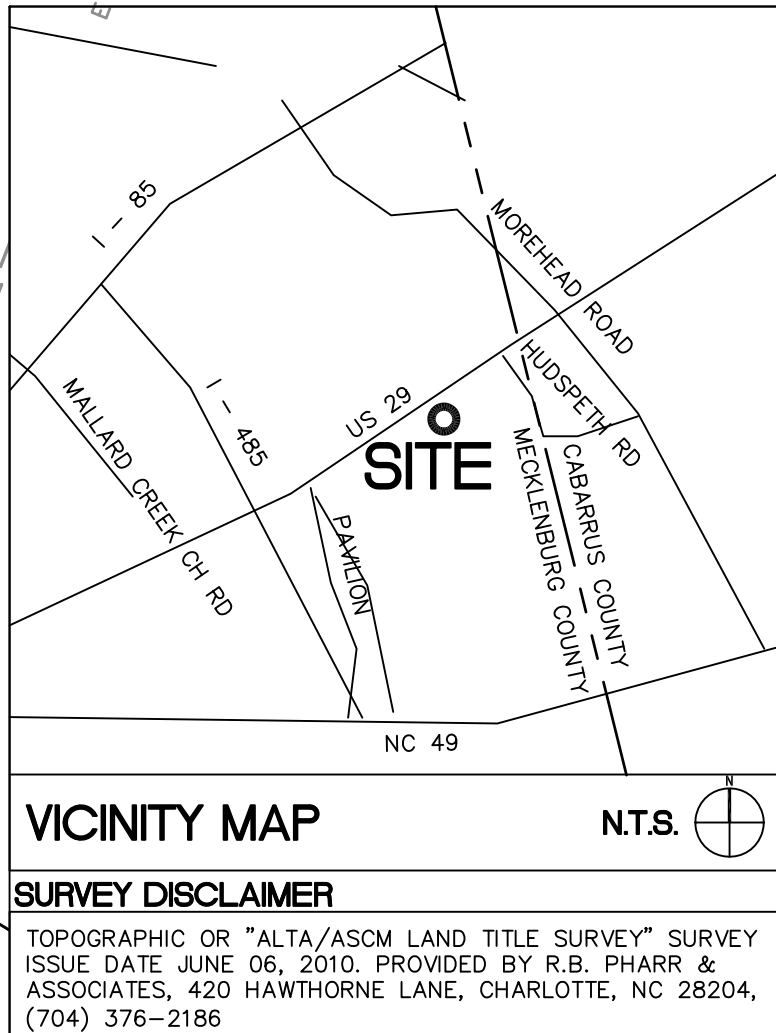 E
I - 85
MOREHEAD ROAD
HUDSPETH RD
US 29
I - 485
MALLARD CREEK CH RD
SITE
PAVILION
CABARRUS COUNTY
MECKLENBURG COUNTY
NC 49
VICINITY MAP
N.T.S.
N
SURVEY DISCLAIMER
TOPOGRAPHIC OR "ALTA/ASCM LAND TITLE SURVEY" SURVEY
ISSUE DATE JUNE 06, 2010. PROVIDED BY R.B. PHARR &
ASSOCIATES, 420 HAWTHORNE LANE, CHARLOTTE, NC 28204,
(704) 376-2186